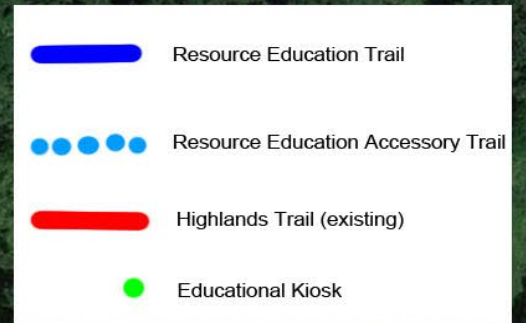 Resource Education Trail
Resource Education Accessory Trail
Highlands Trail (existing)
Educational Kiosk